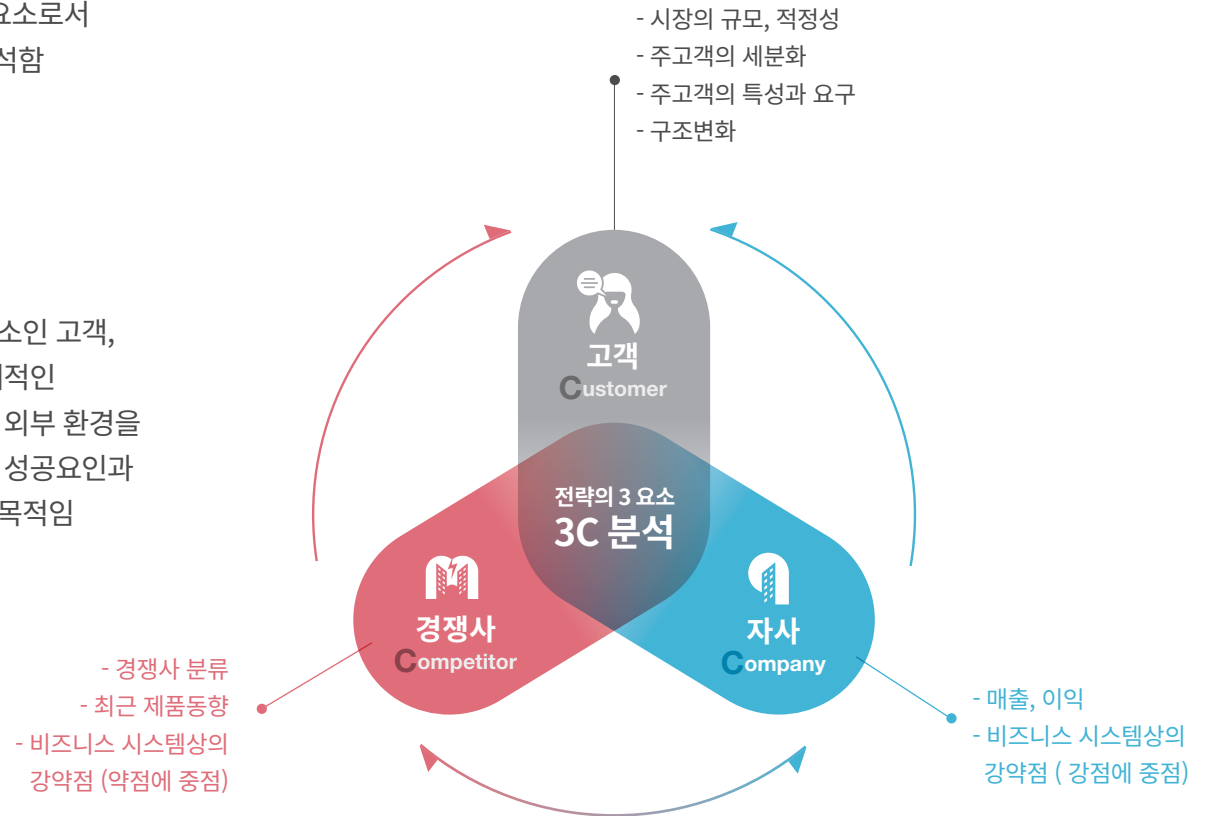 요소로서
석함
- 시장의 규모, 적정성
- 주고객의 세분화
- 주고객의 특성과 요구
- 구조변화
소인 고객,
적인
외부 환경을
성공요인과
목적임
고객
Customer
전략의 3 요소
3C 분석
경쟁사
Competitor
자사
Company
- 경쟁사 분류
- 최근 제품동향
- 비즈니스 시스템상의
강약점 (약점에 중점)
- 매출, 이익
- 비즈니스 시스템상의
강약점 ( 강점에 중점)